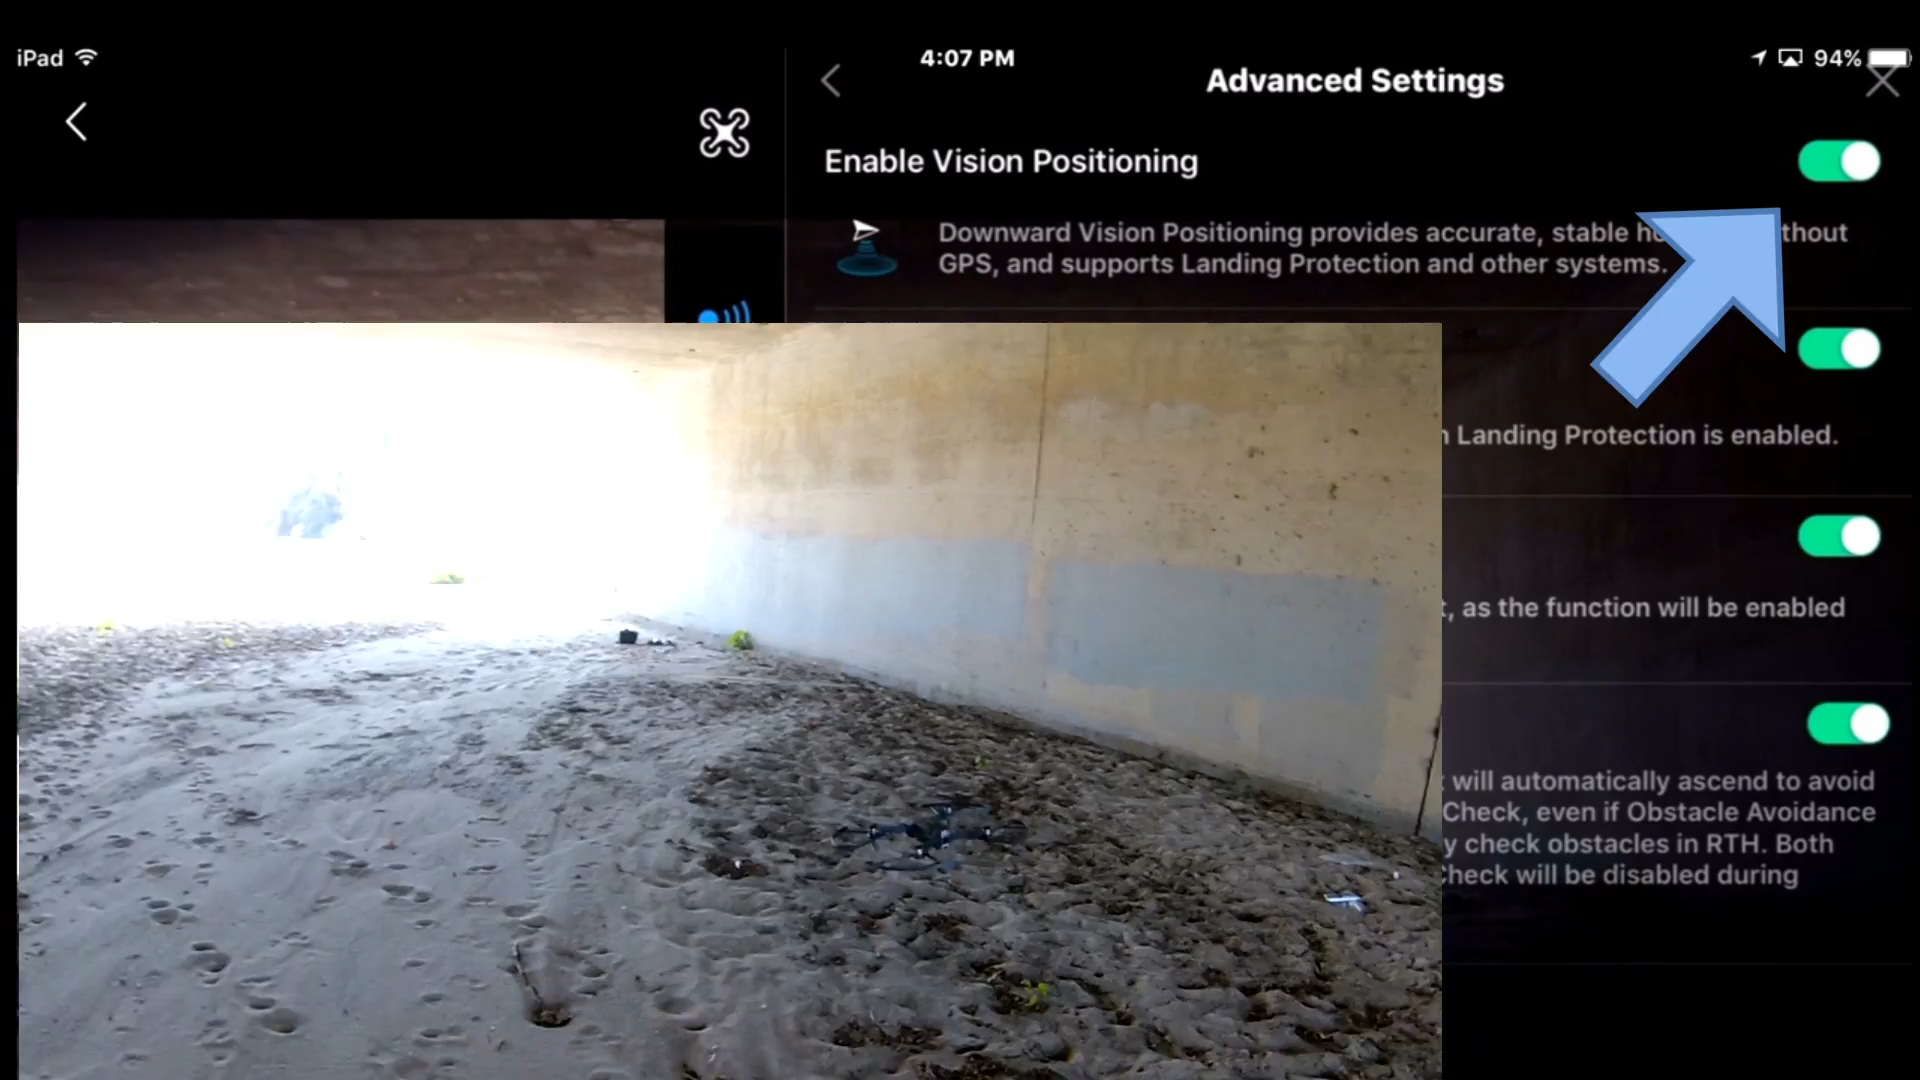 iPad
4:07 PM
94%
Advanced Settings
Enable Vision Positioning
Downward Vision Positioning provides accurate, stable
GPS, and supports Landing Protection and other systems.
Landing Protection is enabled.
, as the function will be enabled
will automatically ascend to avoid
Check, even if Obstacle Avoidance
check obstacles in RTH. Both
Check will be disabled during